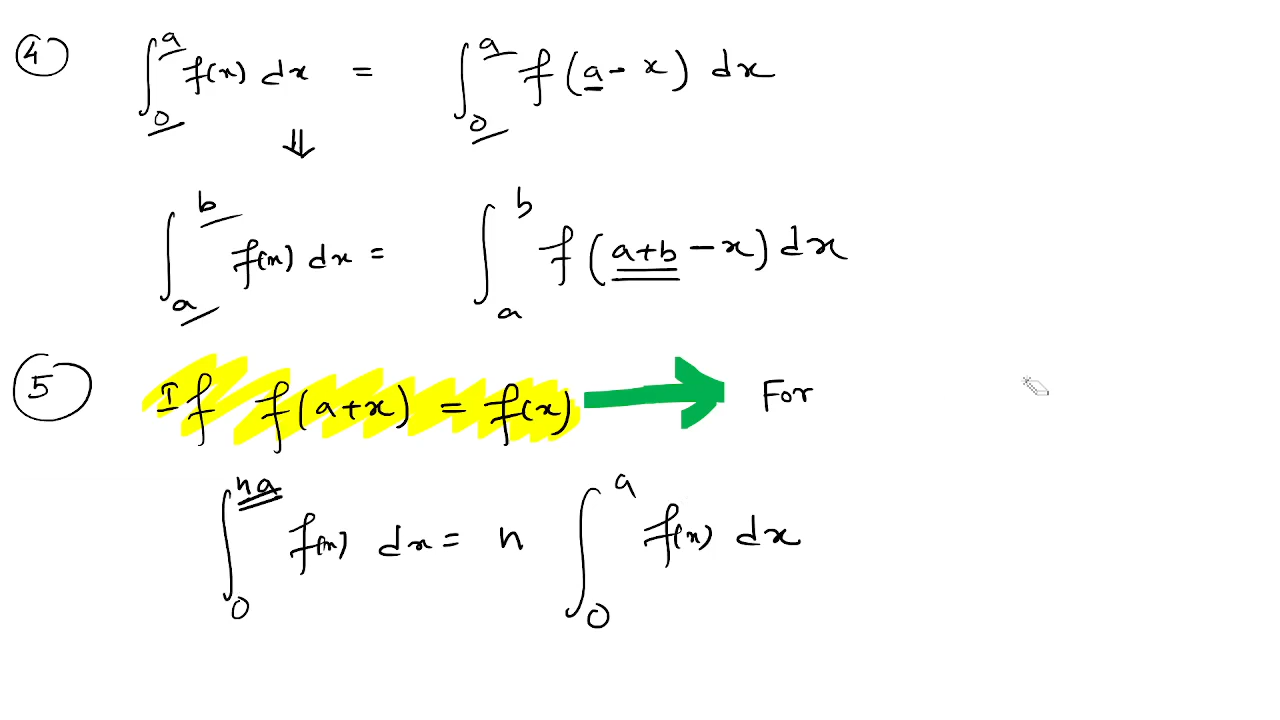 ④ ∫₀ᵃ f(x) dx = ∫₀ᵃ f(a-x) dx
⇓
∫ₐᵇ f(x) dx = ∫ₐᵇ f(a+b-x) dx
⑤ If f(a+x) = f(x) → For
∫₀ⁿᵃ f(x) dx = n ∫₀ᵃ f(x) dx